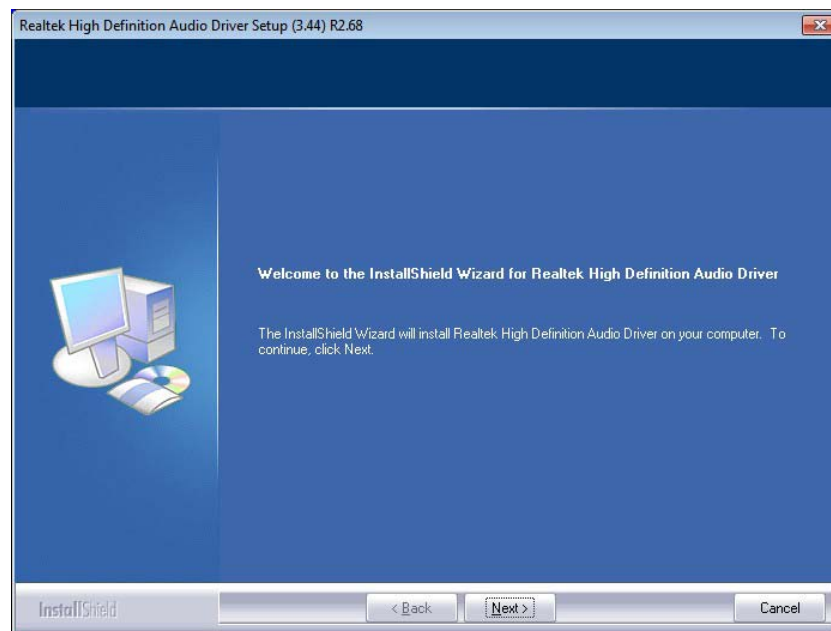 Realtek High Definition Audio Driver Setup (3.44) R2.68
Welcome to the InstallShield Wizard for Realtek High Definition Audio Driver
The InstallShield Wizard will install Realtek High Definition Audio Driver on your computer. To
continue, click Next.
InstallShield
< Back
Next >
Cancel